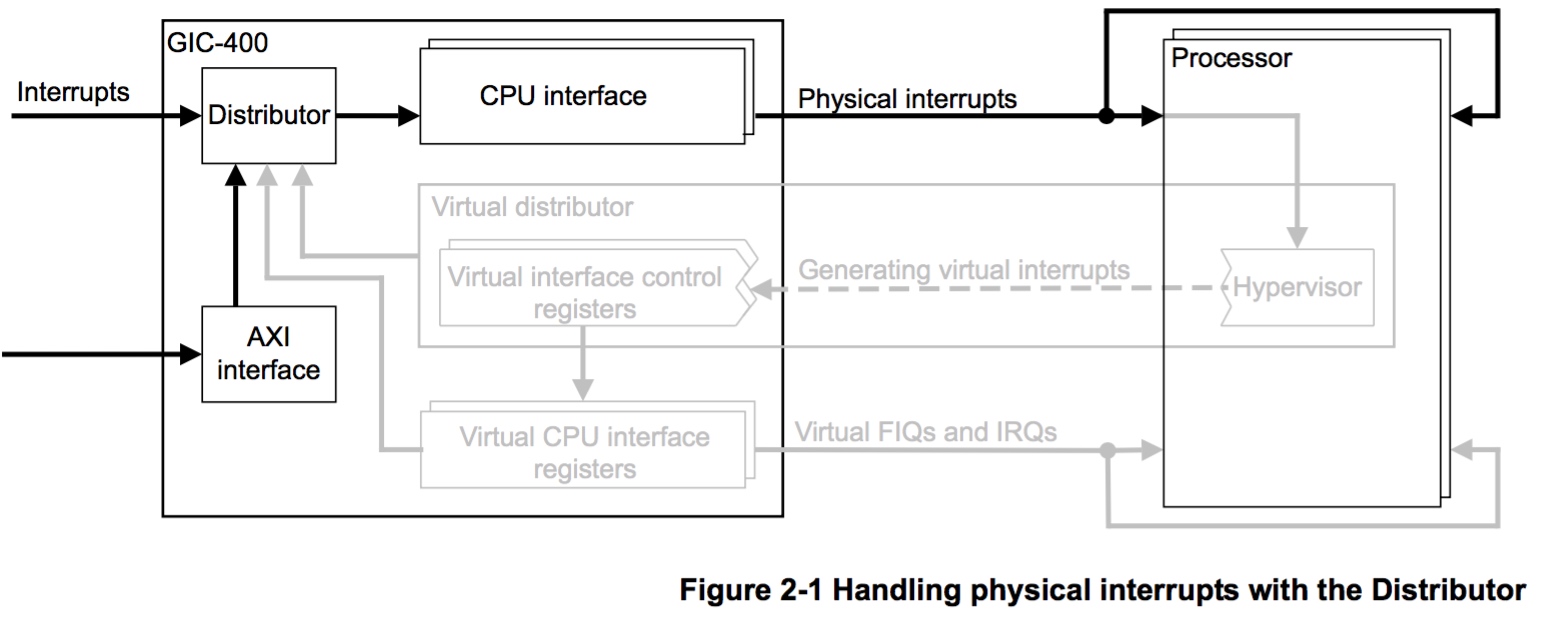 GIC-400
Processor
Interrupts
Distributor
CPU interface
Physical interrupts
Virtual distributor
Virtual interface control
registers
Generating virtual interrupts
Hypervisor
AXI
interface
Virtual CPU interface
registers
Virtual FIQs and IRQs
Figure 2-1 Handling physical interrupts with the Distributor